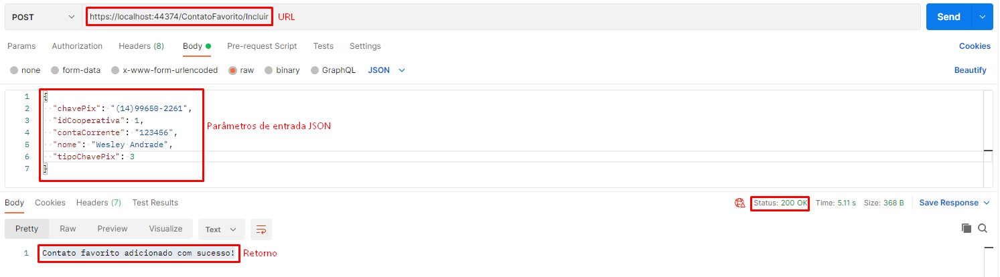 POST https://localhost:44374/ContatoFavorito/Incluir URL Send
Params Authorization Headers (8) Body Pre-request Script Tests Settings Cookies
none form-data x-www-form-urlencoded raw binary GraphQL JSON Beautify
1 {
2 "chavePix": "(14)99650-2261",
3 "idCooperativa": 1,
4 "contaCorrente": "123456", Parâmetros de entrada JSON
5 "nome": "Wesley Andrade",
6 "tipoChavePix": 3
7 }
Body Cookies Headers (7) Test Results Status: 200 OK Time: 5.11 s Size: 368 B Save Response
Pretty Raw Preview Visualize Text
1 Contato favorito adicionado com sucesso! Retorno